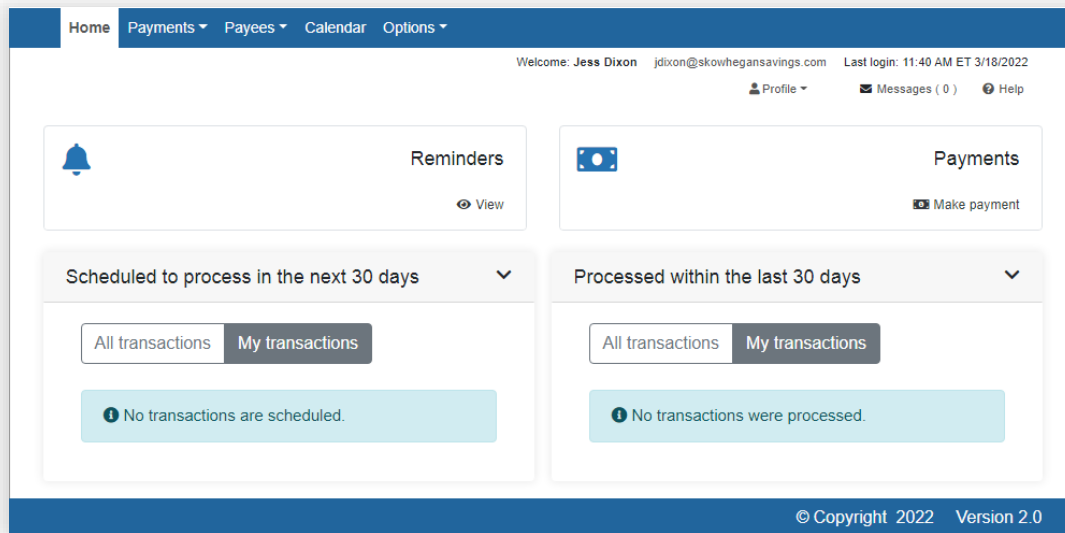 Home Payments Payees Calendar Options
Welcome: Jess Dixon jdixon@skowhegansavings.com Last login: 11:40 AM ET 3/18/2022
Profile Messages ( 0 ) Help
Reminders
View
Payments
Make payment
Scheduled to process in the next 30 days
All transactions My transactions
No transactions are scheduled.
Processed within the last 30 days
All transactions My transactions
No transactions were processed.
© Copyright 2022 Version 2.0